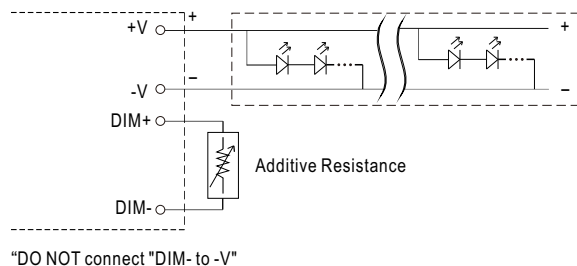 +V + +
-V − −
DIM+
Additive Resistance
DIM-
“DO NOT connect "DIM- to -V"